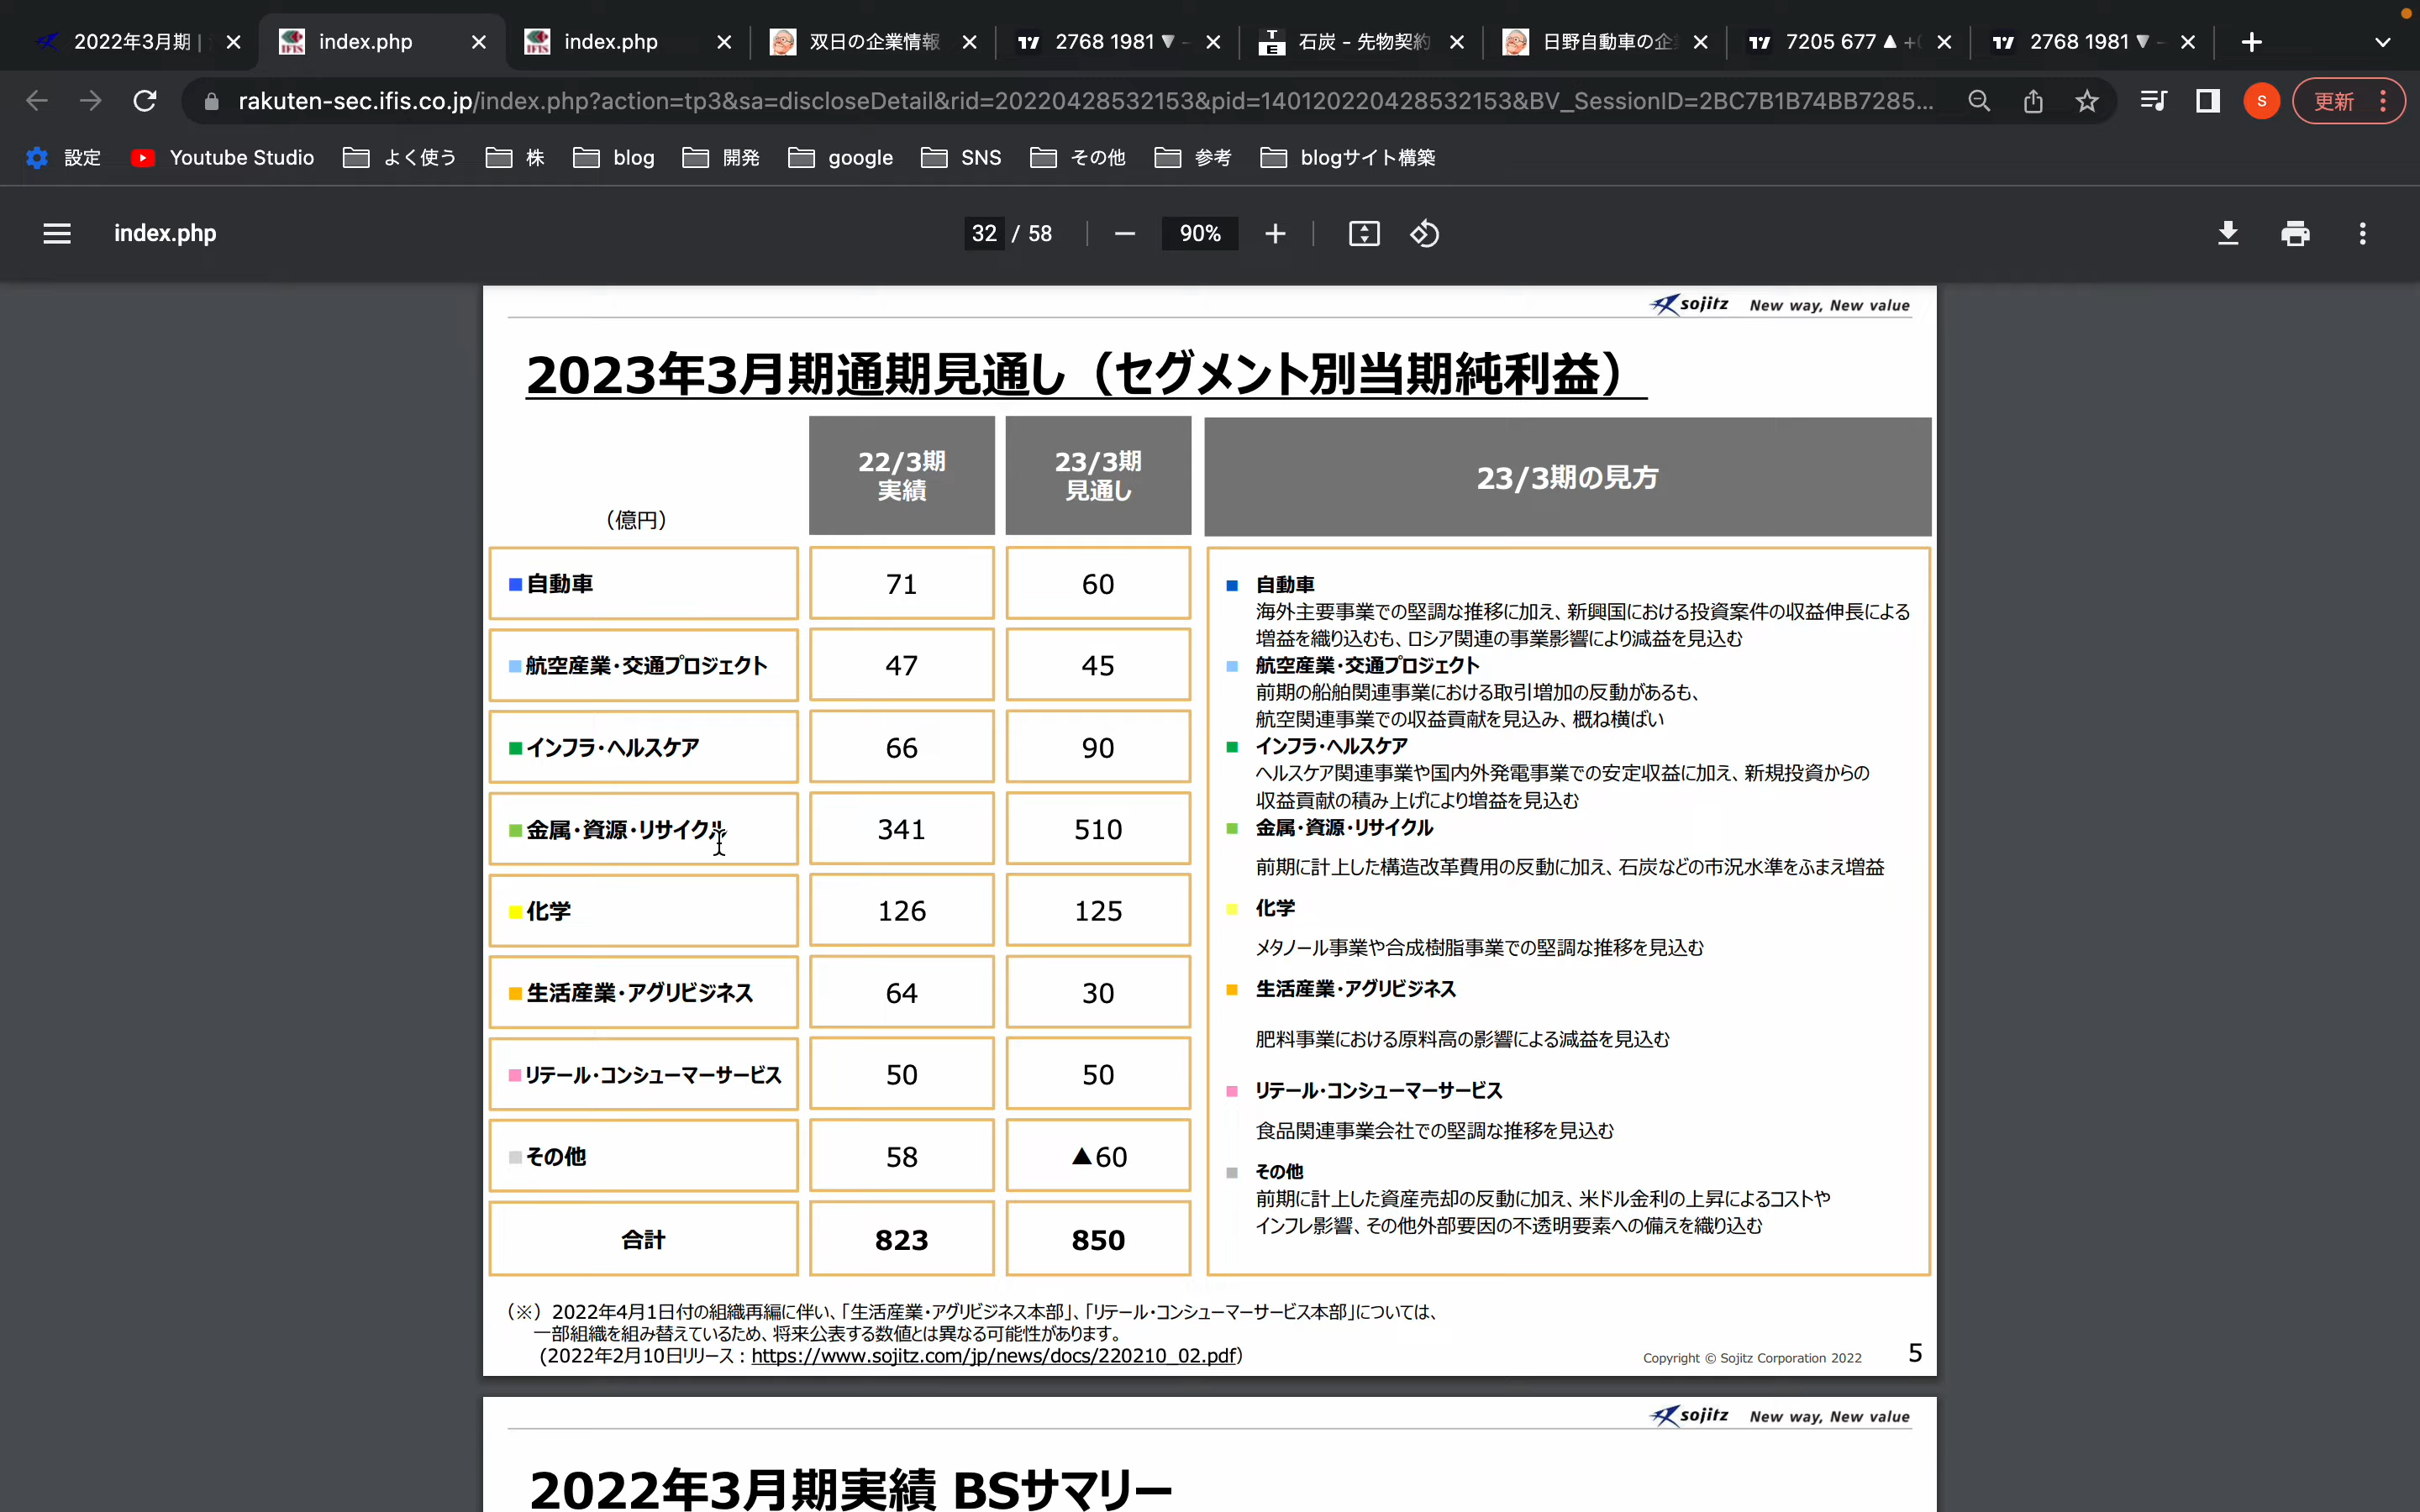 2022年3月期 |
index.php
index.php
双日の企業情報
2768 1981 ▼ -
石炭 – 先物契約
日野自動車の企
7205 677 ▲ +
2768 1981 ▼ -
rakuten-sec.ifis.co.jp/index.php?action=tp3&sa=discloseDetail&rid=20220428532153&pid=140120220428532153&BV_SessionID=2BC7B1B74BB7285...
S
更新
設定
Youtube Studio
よく使う
株
blog
開発
google
SNS
その他
参考
blogサイト構築
index.php
32 / 58
90%
sojitz New way, New value
2023年3月期通期見通し（セグメント別当期純利益）
（億円）
22/3期
実績
23/3期
見通し
23/3期の見方
■自動車 71 60
■航空産業・交通プロジェクト 47 45
■インフラ・ヘルスケア 66 90
■金属・資源・リサイクル 341 510
■化学 126 125
■生活産業・アグリビジネス 64 30
■リテール・コンシューマーサービス 50 50
■その他 58 ▲60
合計 823 850
■ 自動車
海外主要事業での堅調な推移に加え、新興国における投資案件の収益伸長による
増益を織り込むも、ロシア関連の事業影響により減益を見込む
■ 航空産業・交通プロジェクト
前期の船舶関連事業における取引増加の反動があるも、
航空関連事業での収益貢献を見込み、概ね横ばい
■ インフラ・ヘルスケア
ヘルスケア関連事業や国内外発電事業での安定収益に加え、新規投資からの
収益貢献の積み上げにより増益を見込む
■ 金属・資源・リサイクル
前期に計上した構造改革費用の反動に加え、石炭などの市況水準をふまえ増益
■ 化学
メタノール事業や合成樹脂事業での堅調な推移を見込む
■ 生活産業・アグリビジネス
肥料事業における原料高の影響による減益を見込む
■ リテール・コンシューマーサービス
食品関連事業会社での堅調な推移を見込む
■ その他
前期に計上した資産売却の反動に加え、米ドル金利の上昇によるコストや
インフレ影響、その他外部要因の不透明要素への備えを織り込む
（※）2022年4月1日付の組織再編に伴い、「生活産業・アグリビジネス本部」、「リテール・コンシューマーサービス本部」については、
一部組織を組み替えているため、将来公表する数値とは異なる可能性があります。
(2022年2月10日リリース：https://www.sojitz.com/jp/news/docs/220210_02.pdf)
Copyright © Sojitz Corporation 2022
5
sojitz New way, New value
2022年3月期実績 BSサマリー